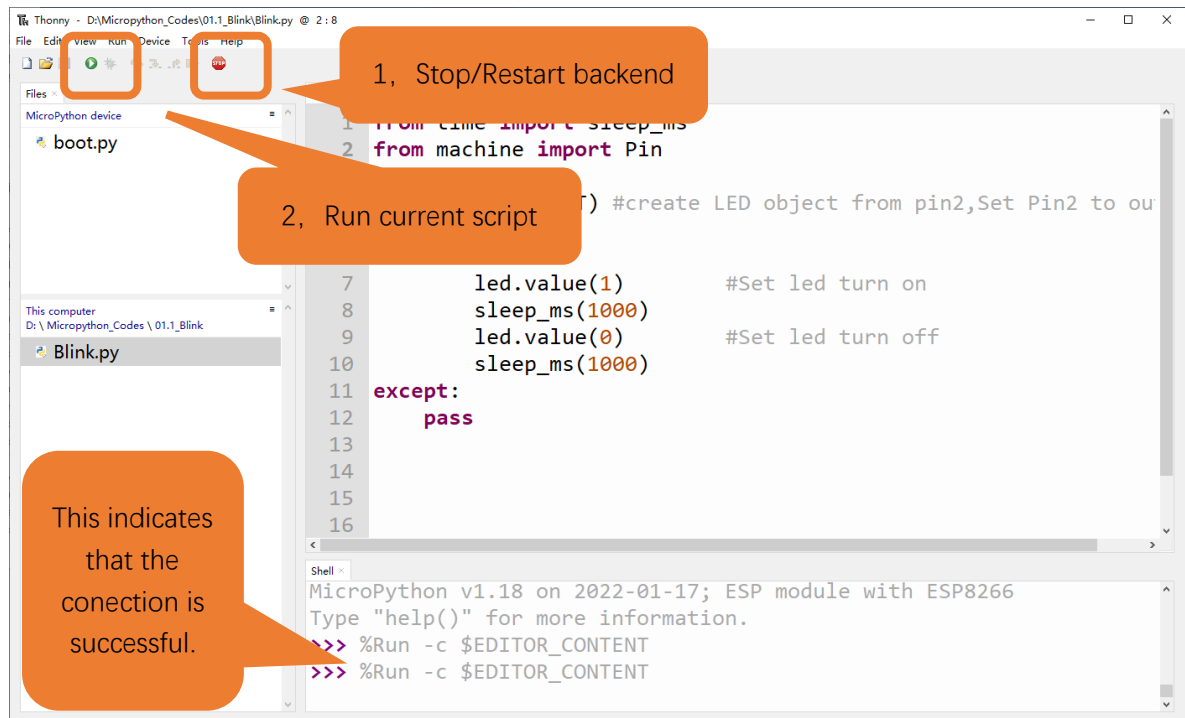 Thonny - D:\Micropython_Codes\01.1_Blink\Blink.py @ 2 : 8
File Edit View Run Device Tools Help
STOP
1, Stop/Restart backend
Files ×
MicroPython device
boot.py
1 from time import sleep_ms
2 from machine import Pin
2, Run current script
T) #create LED object from pin2,Set Pin2 to ou
7 led.value(1) #Set led turn on
8 sleep_ms(1000)
9 led.value(0) #Set led turn off
10 sleep_ms(1000)
11 except:
12 pass
13
14
15
16
This computer
D: \ Micropython_Codes \ 01.1_Blink
Blink.py
This indicates
that the
conection is
successful.
Shell ×
MicroPython v1.18 on 2022-01-17; ESP module with ESP8266
Type "help()" for more information.
>>> %Run -c $EDITOR_CONTENT
>>> %Run -c $EDITOR_CONTENT